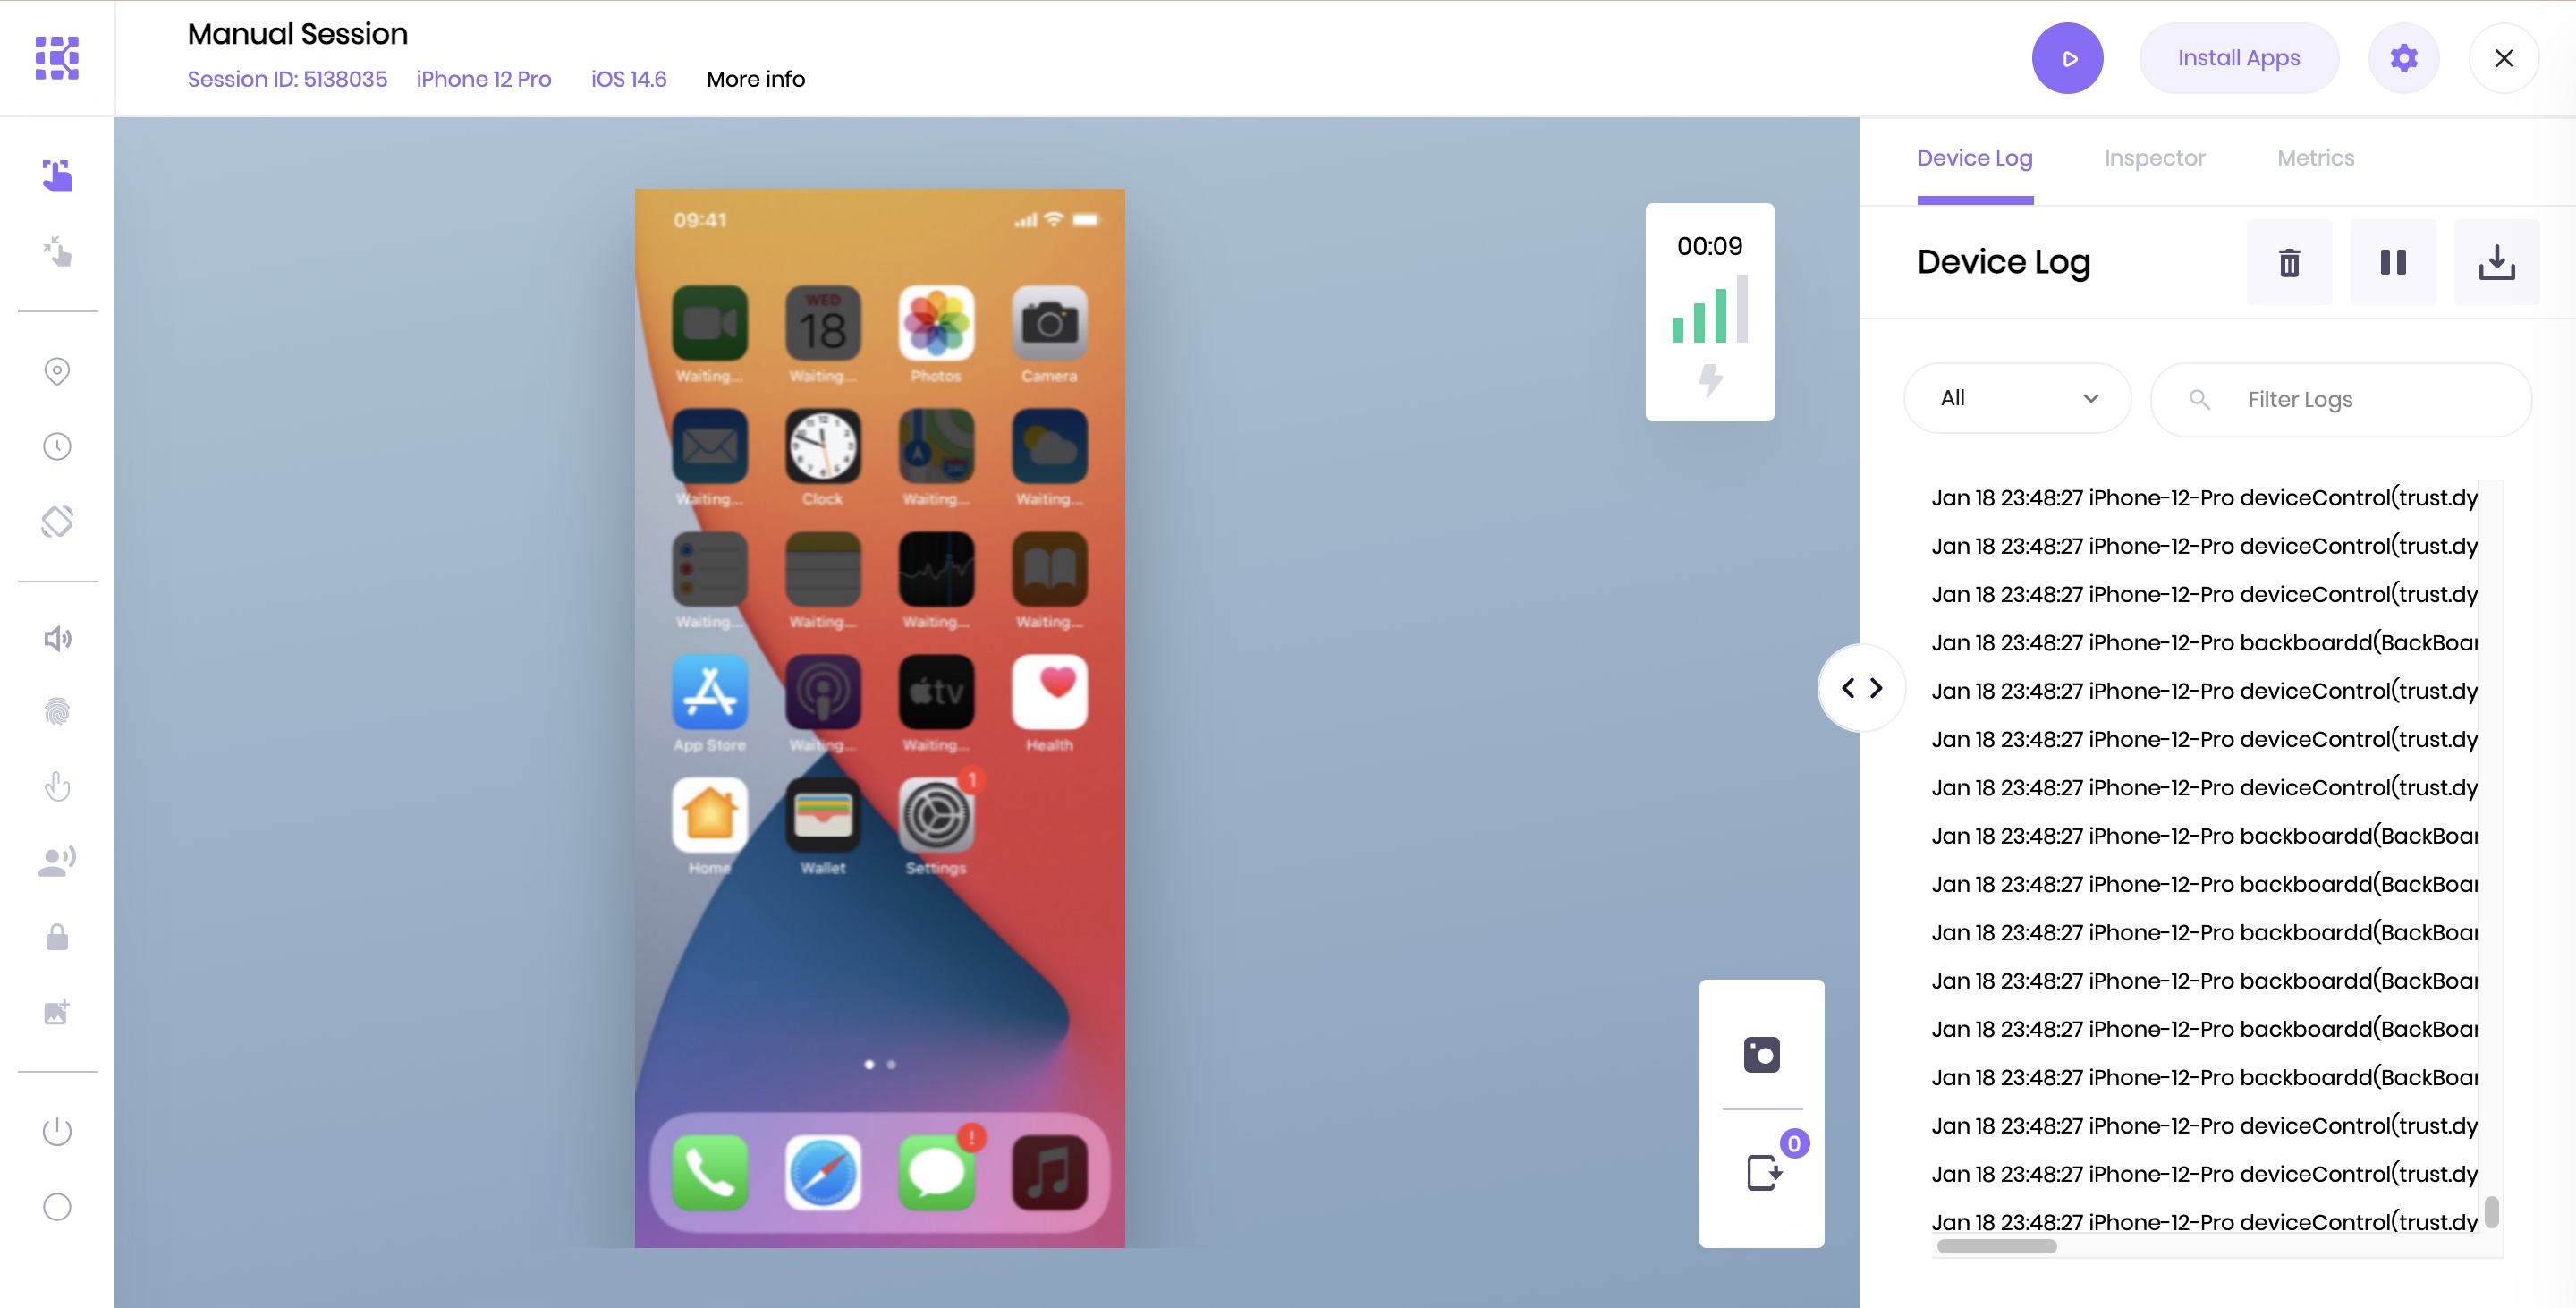 Manual Session
Session ID: 5138035 iPhone 12 Pro iOS 14.6 More info
Install Apps
09:41
WED
18
Waiting... Waiting... Photos Camera
Waiting... Clock Waiting... Waiting...
Waiting... Waiting... Waiting... Waiting...
tv
App Store Waiting... Waiting... Health
1
Home Wallet Settings
!
00:09
0
Device Log Inspector Metrics
Device Log
All Filter Logs
Jan 18 23:48:27 iPhone-12-Pro deviceControl(trust.dy
Jan 18 23:48:27 iPhone-12-Pro deviceControl(trust.dy
Jan 18 23:48:27 iPhone-12-Pro deviceControl(trust.dy
Jan 18 23:48:27 iPhone-12-Pro backboardd(BackBoar
Jan 18 23:48:27 iPhone-12-Pro deviceControl(trust.dy
Jan 18 23:48:27 iPhone-12-Pro deviceControl(trust.dy
Jan 18 23:48:27 iPhone-12-Pro deviceControl(trust.dy
Jan 18 23:48:27 iPhone-12-Pro backboardd(BackBoar
Jan 18 23:48:27 iPhone-12-Pro backboardd(BackBoar
Jan 18 23:48:27 iPhone-12-Pro backboardd(BackBoar
Jan 18 23:48:27 iPhone-12-Pro backboardd(BackBoar
Jan 18 23:48:27 iPhone-12-Pro backboardd(BackBoar
Jan 18 23:48:27 iPhone-12-Pro backboardd(BackBoar
Jan 18 23:48:27 iPhone-12-Pro deviceControl(trust.dy
Jan 18 23:48:27 iPhone-12-Pro deviceControl(trust.dy
Jan 18 23:48:27 iPhone-12-Pro deviceControl(trust.dy